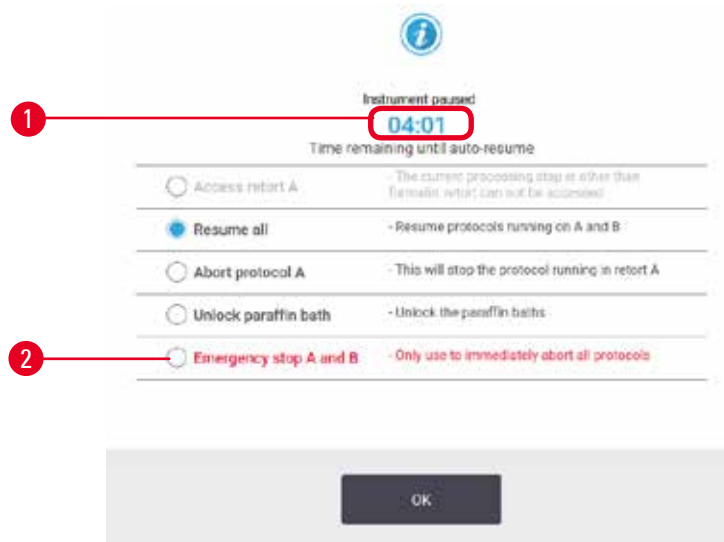 i
Instrument paused
1
04:01
Time remaining until auto-resume
Access retort A
- The current processing step is other than
formalin retort can not be accessed
Resume all
- Resume protocols running on A and B
Abort protocol A
- This will stop the protocol running in retort A
Unlock paraffin bath
- Unlock the paraffin baths
2
Emergency stop A and B
- Only use to immediately abort all protocols
OK